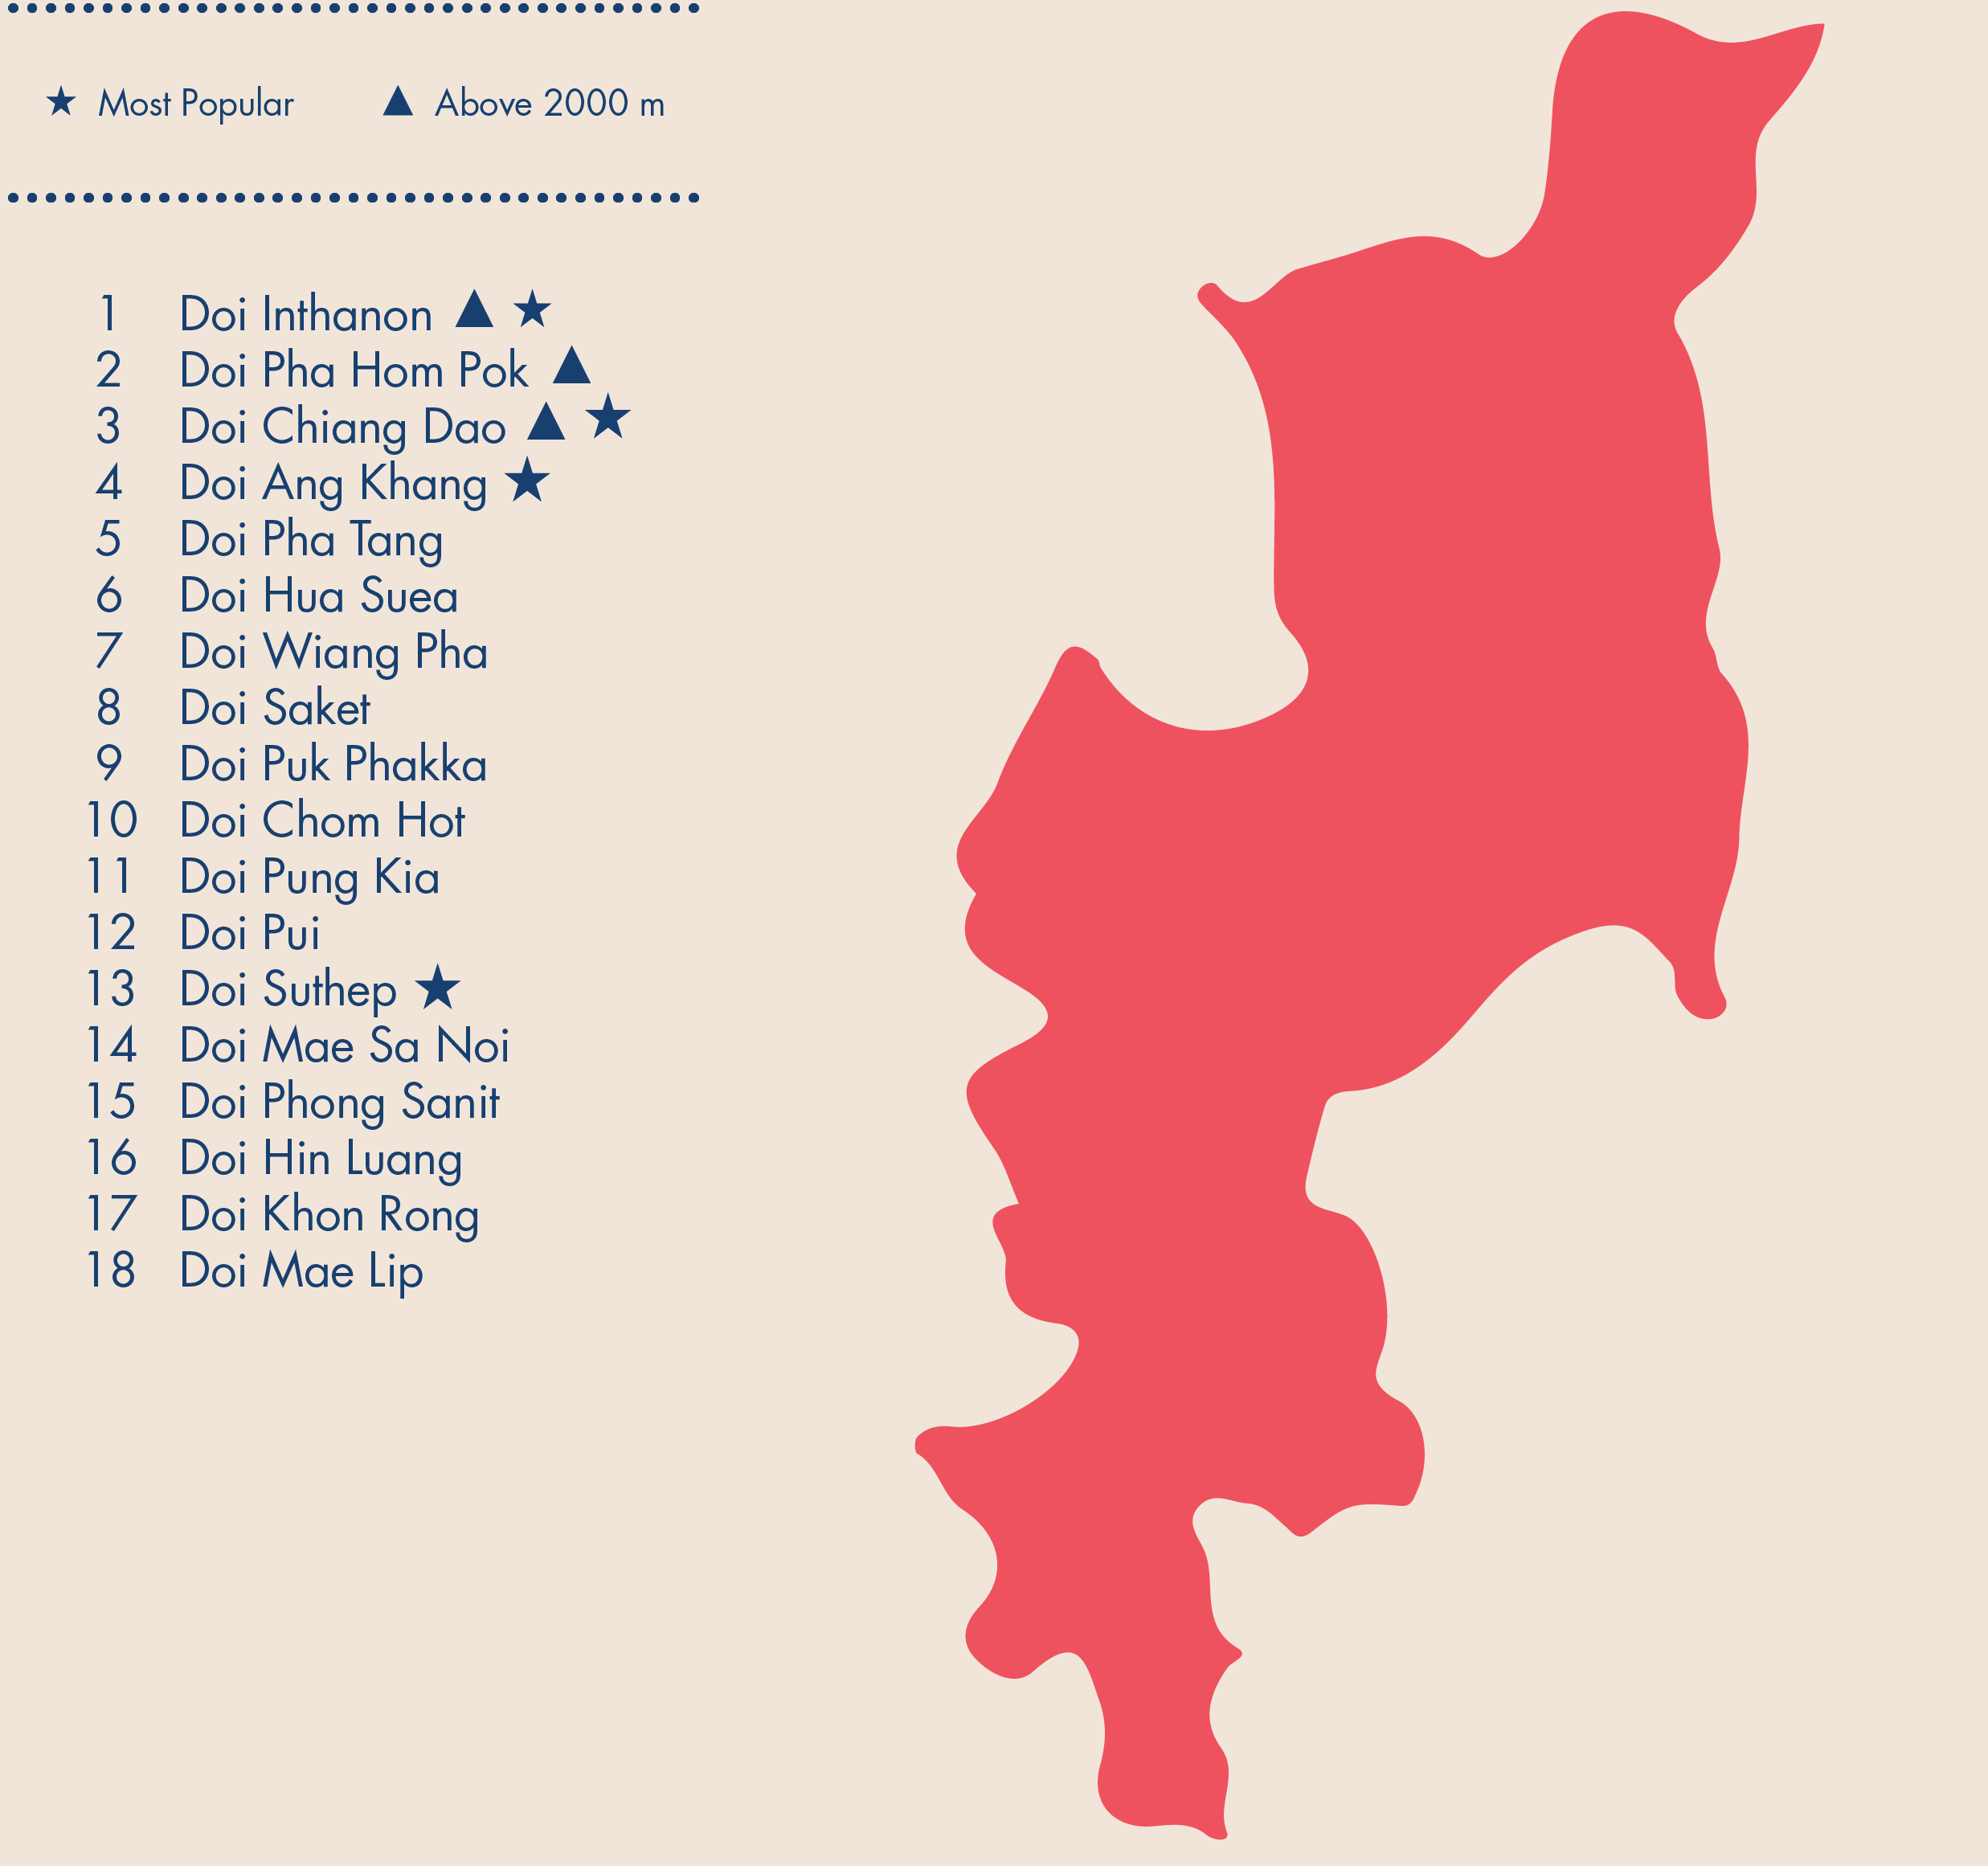 ★ Most Popular ▲ Above 2000 m
1 Doi Inthanon ▲ ★
2 Doi Pha Hom Pok ▲
3 Doi Chiang Dao ▲ ★
4 Doi Ang Khang ★
5 Doi Pha Tang
6 Doi Hua Suea
7 Doi Wiang Pha
8 Doi Saket
9 Doi Puk Phakka
10 Doi Chom Hot
11 Doi Pung Kia
12 Doi Pui
13 Doi Suthep ★
14 Doi Mae Sa Noi
15 Doi Phong Sanit
16 Doi Hin Luang
17 Doi Khon Rong
18 Doi Mae Lip